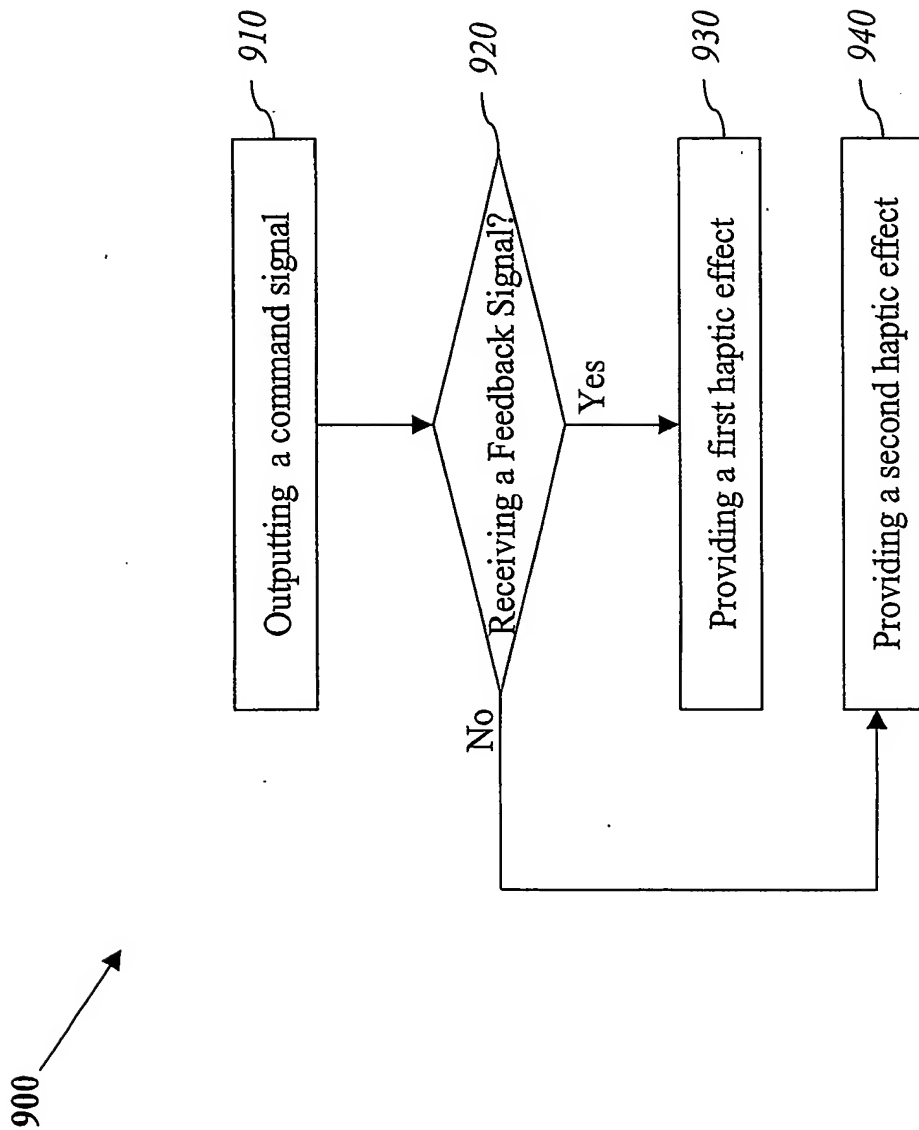 900
Outputting a command signal
910
Receiving a Feedback Signal?
920
No
Yes
Providing a first haptic effect
930
Providing a second haptic effect
940